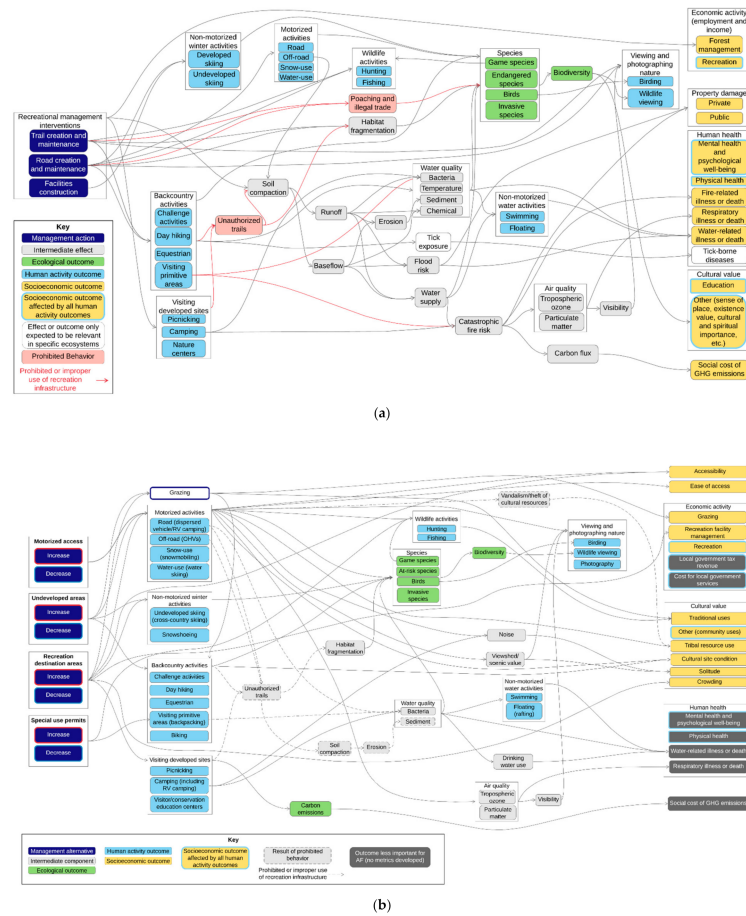 Economic activity
(employment and
income)
Forest
management
Recreation
Non-motorized
winter activities
Developed
skiing
Undeveloped
skiing
Motorized
activities
Road
Off-road
Snow-use
Water-use
Wildlife
activities
Hunting
Fishing
Species
Game species
Endangered
species
Birds
Invasive
species
Biodiversity
Viewing and
photographing
nature
Birding
Wildlife
viewing
Poaching and
illegal trade
Habitat
fragmentation
Property damage
Private
Public
Recreational management
interventions
Trail creation and
maintenance
Road creation and
maintenance
Facilities
construction
Human health
Mental health and
psychological
well-being
Physical health
Fire-related
illness or death
Respiratory
illness or death
Water-related
illness or death
Tick-borne
diseases
Soil
compaction
Backcountry
activities
Challenge
activities
Day hiking
Equestrian
Visiting
primitive
areas
Unauthorized
trails
Runoff
Erosion
Baseflow
Water quality
Bacteria
Temperature
Sediment
Chemical
Tick
exposure
Flood
risk
Water
supply
Non-motorized
water activities
Swimming
Floating
Key
Management action
Intermediate effect
Ecological outcome
Human activity outcome
Socioeconomic outcome
Socioeconomic outcome
affected by all human
activity outcomes
Effect or outcome only
expected to be relevant
in specific ecosystems
Prohibited Behavior
Prohibited or improper
use of recreation
infrastructure
Visiting
developed sites
Picnicking
Camping
Nature
centers
Catastrophic
fire risk
Air quality
Tropospheric
ozone
Particulate
matter
Visibility
Carbon flux
Cultural value
Education
Other (sense of
place, existence
value, cultural
and spiritual
importance,
etc.)
Social cost of
GHG emissions
(a)
Grazing
Motorized activities
Road (dispersed
vehicle/RV camping)
Off-road (OHVs)
Snow-use
(snowmobiling)
Water-use (water
skiing)
Motorized access
Increase
Decrease
Undeveloped areas
Increase
Decrease
Recreation
destination areas
Increase
Decrease
Special use permits
Increase
Decrease
Non-motorized winter
activities
Undeveloped skiing
(cross-country skiing)
Snowshoeing
Backcountry activities
Challenge activities
Day hiking
Equestrian
Visiting primitive
areas (backpacking)
Biking
Visiting developed sites
Picnicking
Camping (including
RV camping)
Visitor/conservation
education centers
Vandalism/theft of
cultural resources
Wildlife activities
Hunting
Fishing
Species
Game species
At-risk species
Birds
Invasive
species
Biodiversity
Viewing and
photographing nature
Birding
Wildlife viewing
Photography
Habitat
fragmentation
Unauthorized
trails
Noise
Viewshed/
scenic value
Soil
compaction
Erosion
Water quality
Bacteria
Sediment
Non-motorized
water activities
Swimming
Floating
(rafting)
Drinking
water use
Air quality
Tropospheric
ozone
Particulate
matter
Visibility
Carbon
emissions
Accessibility
Ease of access
Economic activity
Grazing
Recreation facility
management
Recreation
Local government tax
revenue
Cost for local government
services
Cultural value
Traditional uses
Other (community uses)
Tribal resource use
Cultural site condition
Solitude
Crowding
Human health
Mental health and
psychological well-being
Physical health
Water-related illness or death
Respiratory illness or death
Social cost of GHG emissions
Key
Management alternative
Intermediate component
Ecological outcome
Human activity outcome
Socioeconomic outcome
Socioeconomic outcome
affected by all human
activity outcomes
Result of prohibited
behavior
Prohibited or improper use
of recreation infrastructure
Outcome less important for
AF (no metrics developed)
(b)